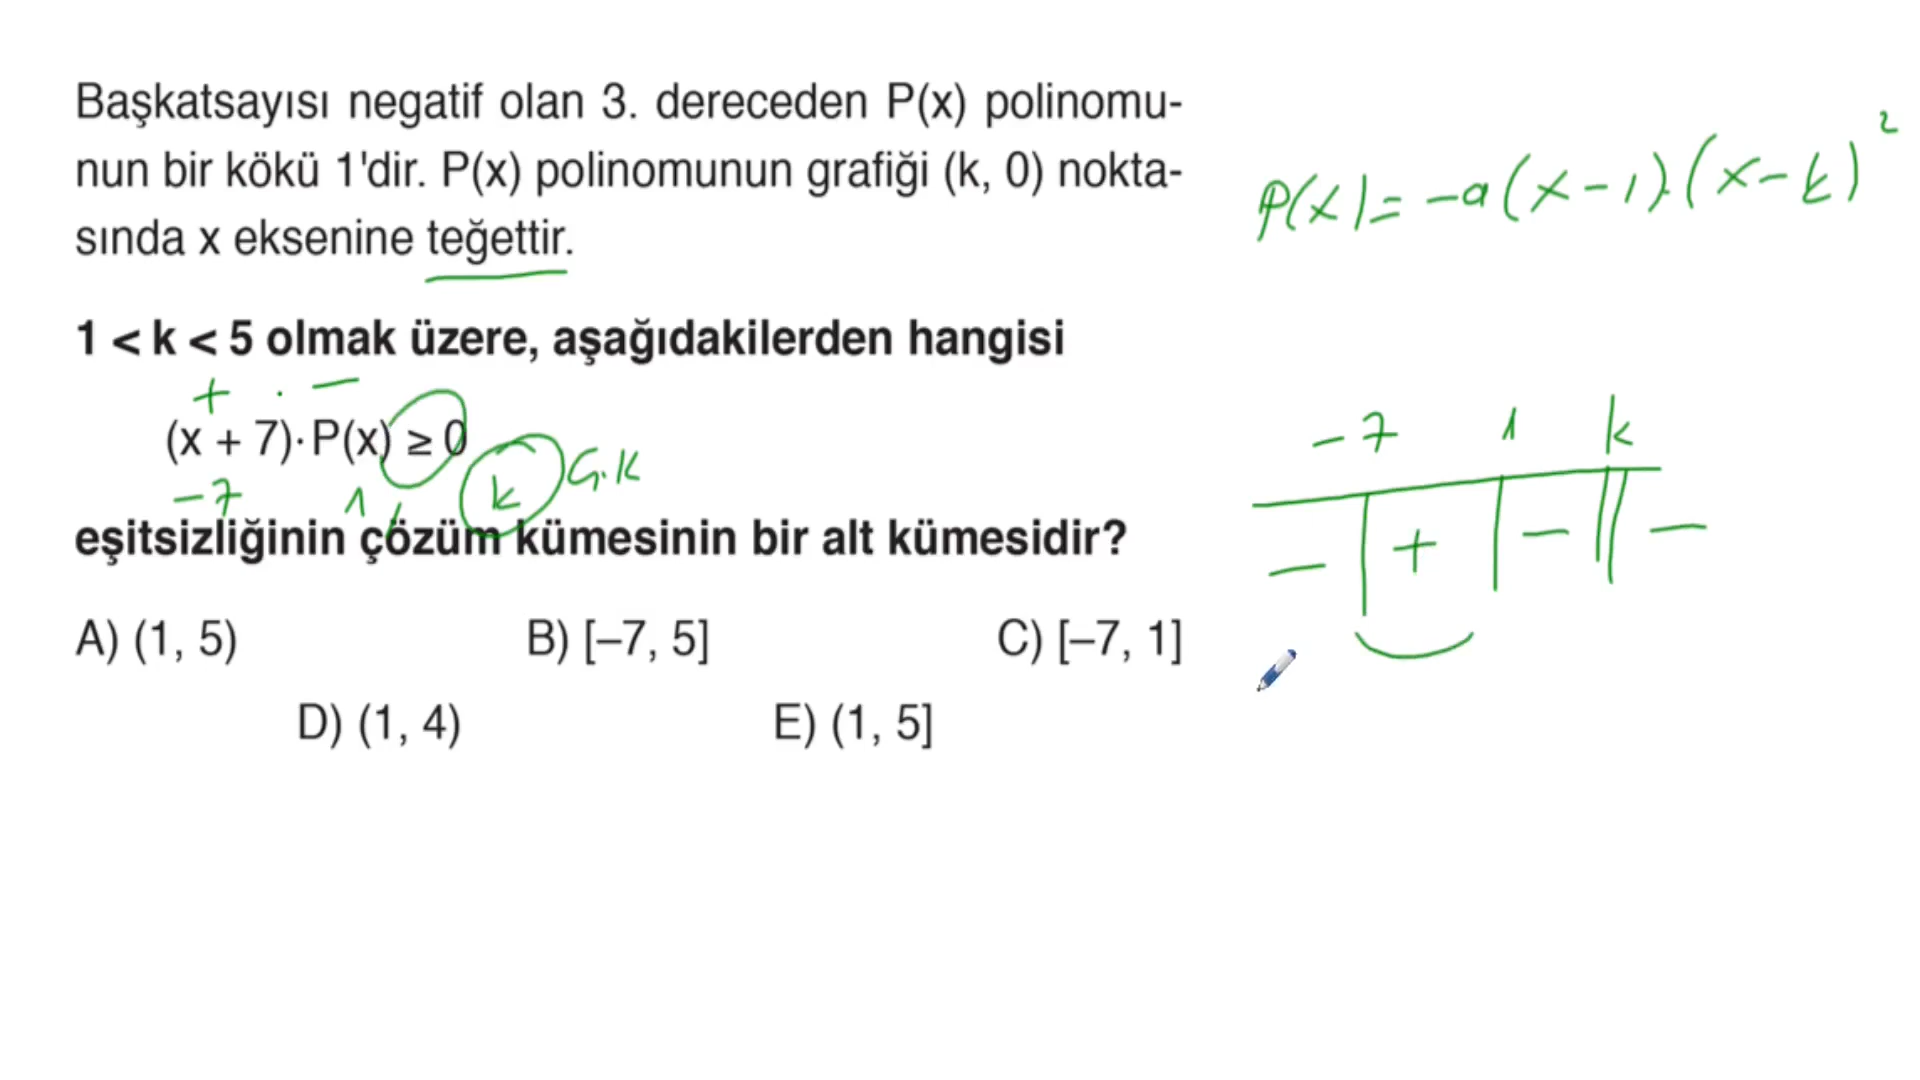 Başkatsayısı negatif olan 3. dereceden P(x) polinomu-
nun bir kökü 1'dir. P(x) polinomunun grafiği (k, 0) nokta-
sında x eksenine teğettir.
P(x) = -a(x-1).(x-k)²
1 < k < 5 olmak üzere, aşağıdakilerden hangisi
+ . −
(x + 7)·P(x) ≥ 0
-7 1, k G.K
eşitsizliğinin çözüm kümesinin bir alt kümesidir?
-7 1 k
− + − −
A) (1, 5) B) [–7, 5] C) [–7, 1]
D) (1, 4) E) (1, 5]